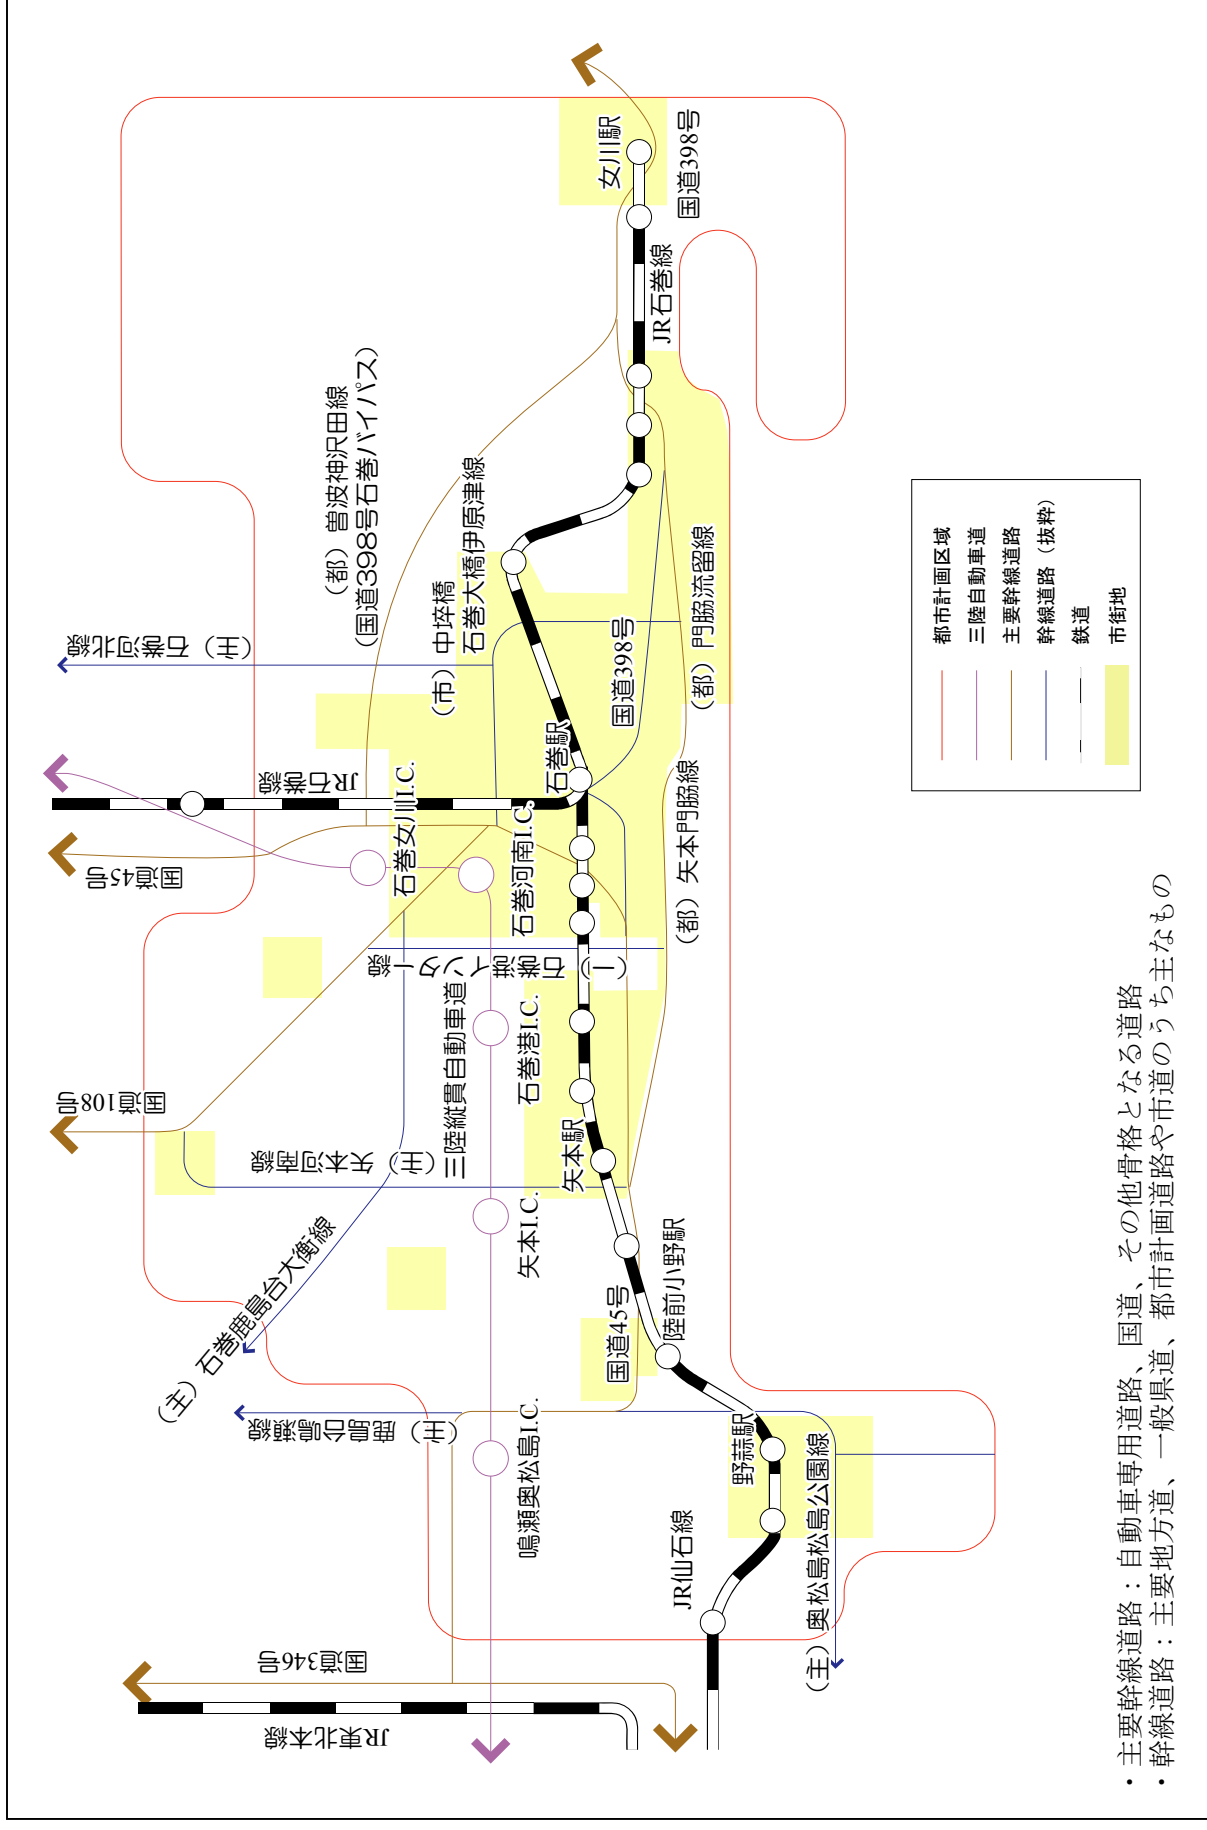 女川駅
国道398号
JR石巻線
（都）曽波神沢田線
（国道398号石巻バイパス）
（市）中埣橋
石巻大橋伊原津線
（主）石巻河北線
国道398号
（都）門脇流留線
石巻駅
JR石巻線
石巻女川I.C.
石巻河南I.C.
国道45号
（都）矢本門脇線
（一）石巻港インター線
三陸縦貫自動車道
石巻港I.C.
国道108号
（主）矢本河南線
矢本駅
矢本I.C.
（主）石巻鹿島台大衡線
陸前小野駅
国道45号
（主）鹿島台鳴瀬線
鳴瀬奥松島I.C.
野蒜駅
（主）奥松島松島公園線
JR仙石線
国道346号
JR東北本線
都市計画区域
三陸自動車道
主要幹線道路
幹線道路（抜粋）
鉄道
市街地
・主要幹線道路：自動車専用道路、国道、その他骨格となる道路
・幹線道路：主要地方道、一般県道、都市計画道路や市道のうち主なもの